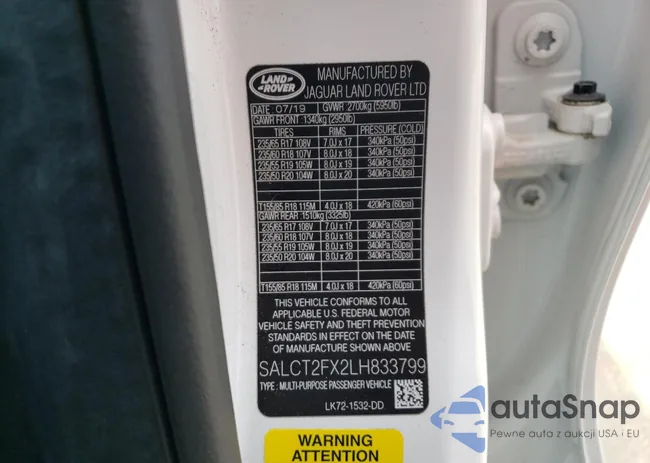 LAND ROVER
MANUFACTURED BY
JAGUAR LAND ROVER LTD
DATE : 07/19 GVWR : 2700kg (5950lb)
GAWR FRONT : 1340kg (2950lb)
TIRES RIMS PRESSURE (COLD)
235/65 R17 108V 7.0J x 17 340kPa (50psi)
235/60 R18 107V 8.0J x 18 340kPa (50psi)
235/55 R19 105W 8.0J x 19 340kPa (50psi)
235/50 R20 104W 8.0J x 20 340kPa (50psi)
T155/85 R18 115M 4.0J x 18 420kPa (60psi)
GAWR REAR : 1510kg (3325lb)
235/65 R17 108V 7.0J x 17 340kPa (50psi)
235/60 R18 107V 8.0J x 18 340kPa (50psi)
235/55 R19 105W 8.0J x 19 340kPa (50psi)
235/50 R20 104W 8.0J x 20 340kPa (50psi)
T155/85 R18 115M 4.0J x 18 420kPa (60psi)
THIS VEHICLE CONFORMS TO ALL
APPLICABLE U.S. FEDERAL MOTOR
VEHICLE SAFETY AND THEFT PREVENTION
STANDARDS IN EFFECT ON THE DATE
OF MANUFACTURE SHOWN ABOVE
SALCT2FX2LH833799
TYPE : MULTI-PURPOSE PASSENGER VEHICLE
LK72-1532-DD
WARNING
ATTENTION
autaSnap
Pewne auta z aukcji USA i EU